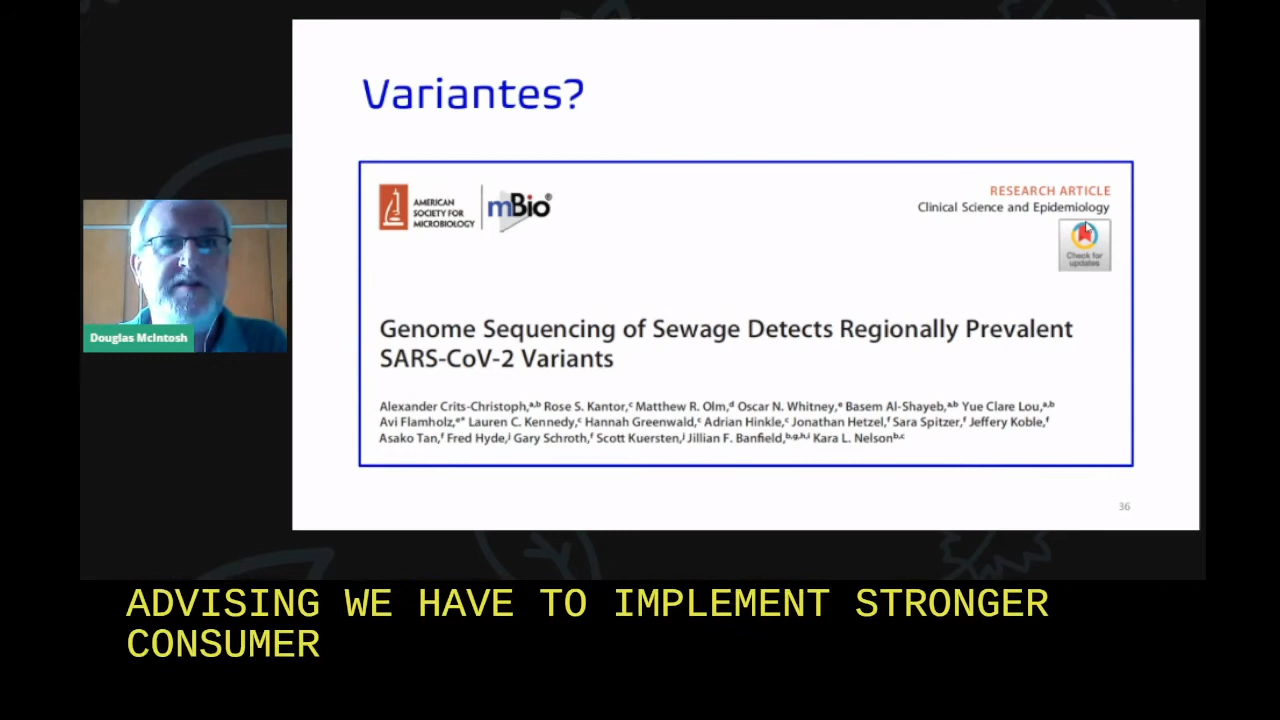 Variantes?
AMERICAN
SOCIETY FOR
MICROBIOLOGY
mBio®
RESEARCH ARTICLE
Clinical Science and Epidemiology
Check for
updates
Genome Sequencing of Sewage Detects Regionally Prevalent
SARS-CoV-2 Variants
Alexander Crits-Christoph,a,b Rose S. Kantor,c Matthew R. Olm,d Oscar N. Whitney,e Basem Al-Shayeb,a,b Yue Clare Lou,a,b
Avi Flamholz,e* Lauren C. Kennedy,c Hannah Greenwald,c Adrian Hinkle,c Jonathan Hetzel,f Sara Spitzer,f Jeffery Koble,f
Asako Tan,f Fred Hyde,j Gary Schroth,f Scott Kuersten,j Jillian F. Banfield,b,g,h,i Kara L. Nelsonb,c
36
Douglas McIntosh
ADVISING WE HAVE TO IMPLEMENT STRONGER
CONSUMER